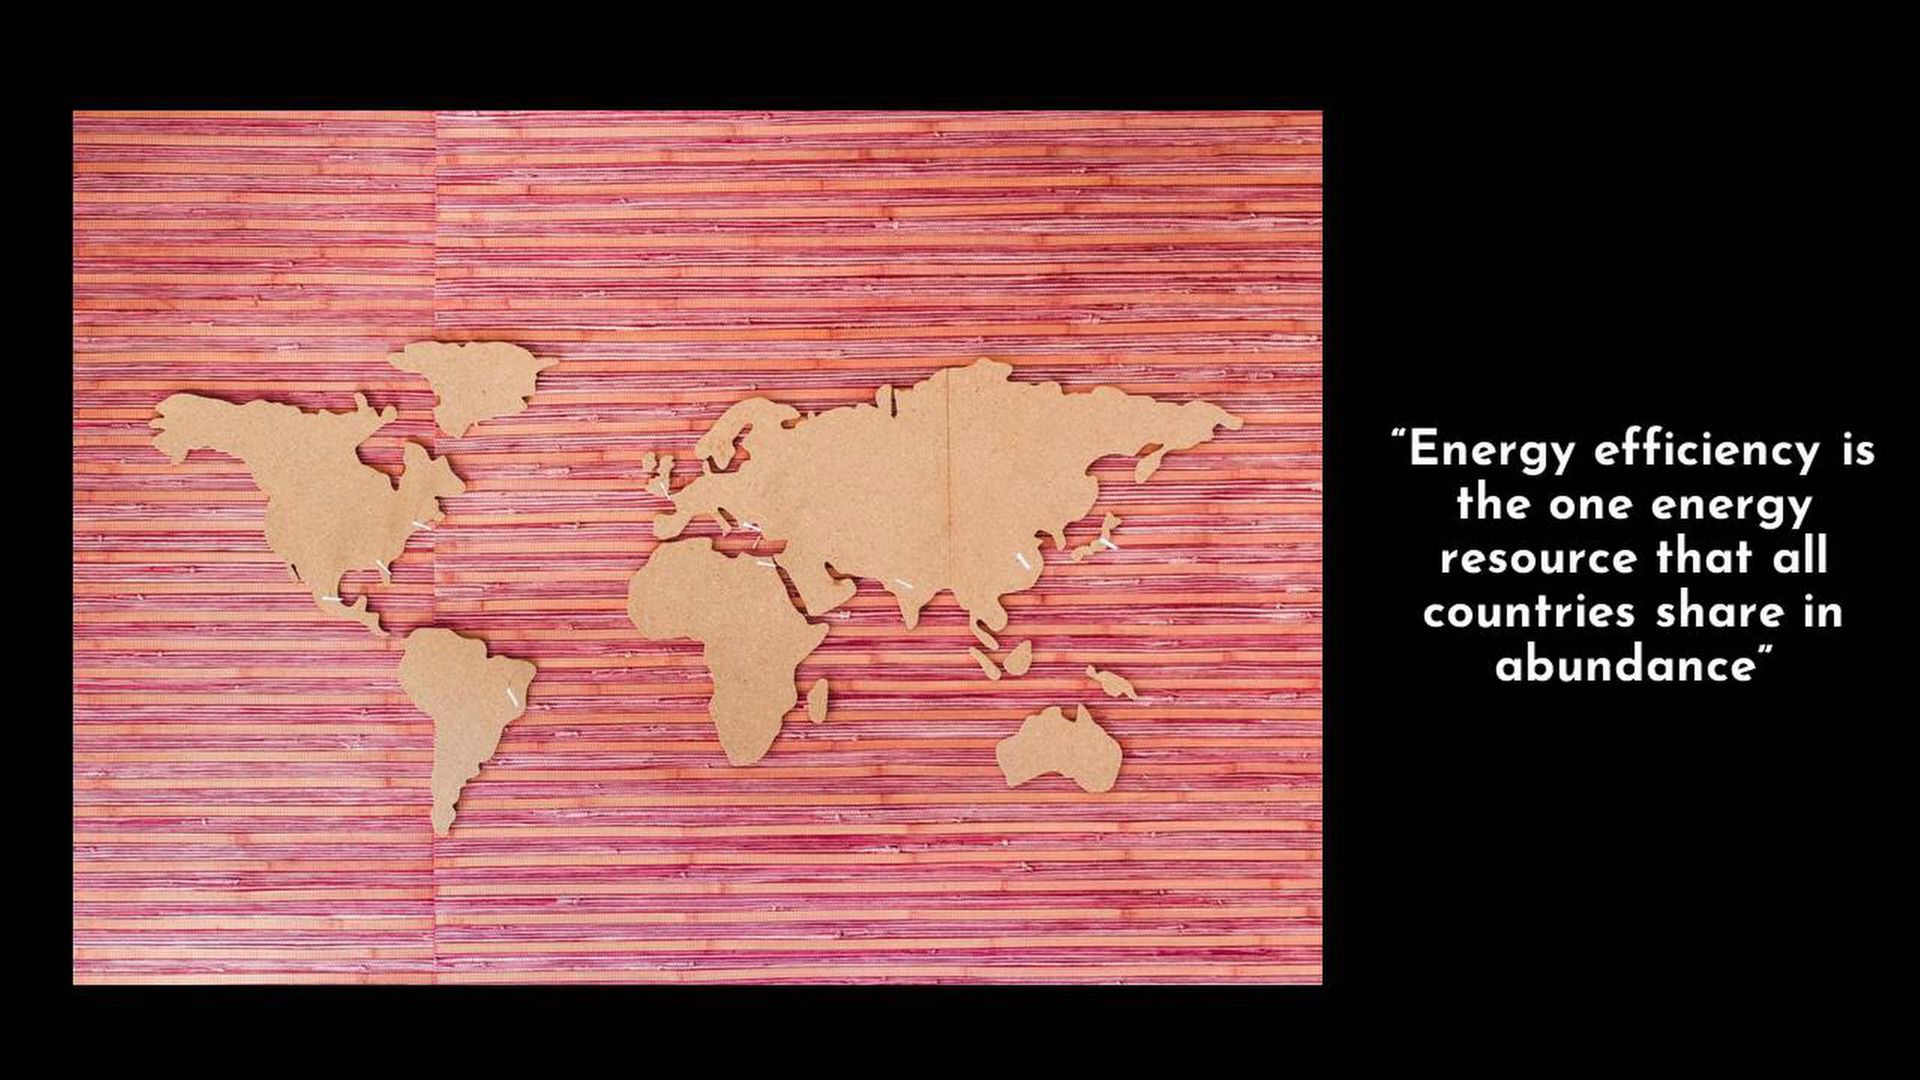 “Energy efficiency is
the one energy
resource that all
countries share in
abundance”